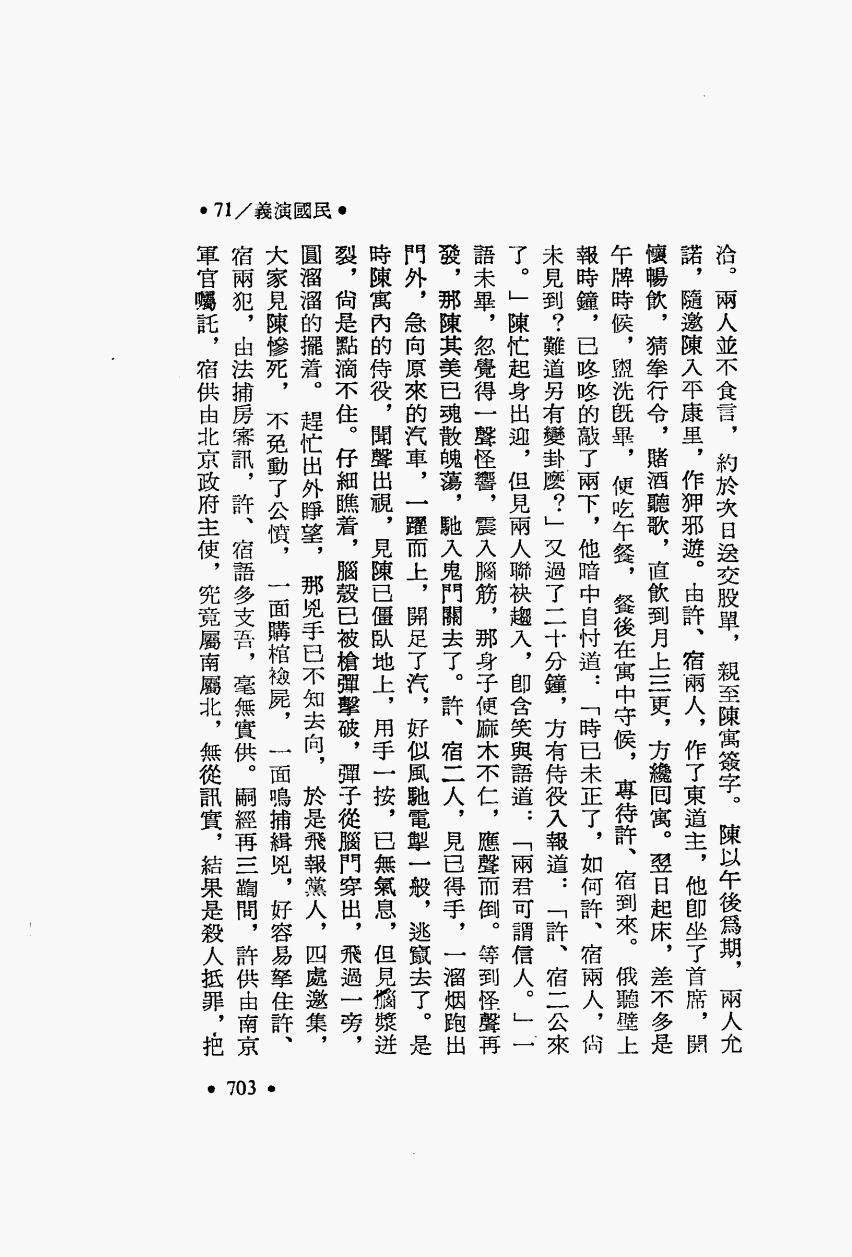 •71／義演國民•
洽。兩人並不食言，約於次日送交股單，親至陳寓簽字。陳以午後爲期，兩人允
諾，隨邀陳入平康里，作狎邪遊。由許、宿兩人，作了東道主，他卽坐了首席，開
懷暢飲，猜拳行令，賭酒聽歌，直飲到月上三更，方纔回寓。翌日起床，差不多是
午牌時候，盥洗旣畢，便吃午餐，餐後在寓中守候，專待許、宿到來。俄聽壁上
報時鐘，已咚咚的敲了兩下，他暗中自忖道：「時已未正了，如何許、宿兩人，尙
未見到？難道另有變卦麽？」又過了二十分鐘，方有侍役入報道：「許、宿二公來
了。」陳忙起身出迎，但見兩人聯袂趨入，卽含笑與語道：「兩君可謂信人。」一
語未畢，忽覺得一聲怪響，震入腦筋，那身子便麻木不仁，應聲而倒。等到怪聲再
發，那陳其美已魂散魄蕩，馳入鬼門關去了。許、宿二人，見已得手，一溜烟跑出
門外，急向原來的汽車，一躍而上，開足了汽，好似風馳電掣一般，逃竄去了。是
時陳寓內的侍役，聞聲出視，見陳已僵臥地上，用手一按，已無氣息，但見腦漿迸
裂，尙是點滴不住。仔細瞧着，腦殼已被槍彈擊破，彈子從腦門穿出，飛過一旁，
圓溜溜的擺着。趕忙出外睜望，那兇手已不知去向，於是飛報黨人，四處邀集，
大家見陳慘死，不免動了公憤，一面購棺殮屍，一面鳴捕緝兇，好容易拏住許、
宿兩犯，由法捕房審訊，許、宿語多支吾，毫無實供。嗣經再三鞫問，許供由南京
軍官囑託，宿供由北京政府主使，究竟屬南屬北，無從訊實，結果是殺人抵罪，把
•703•